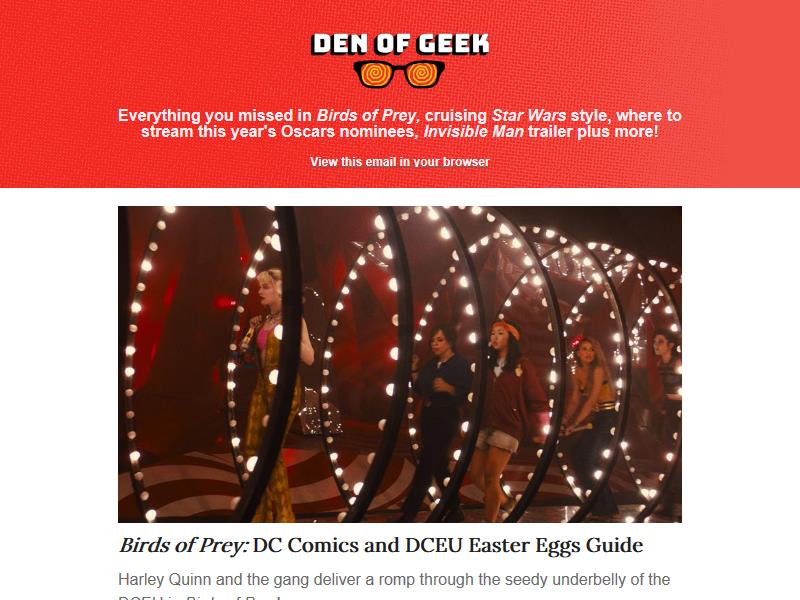 DEN OF GEEK
Everything you missed in Birds of Prey, cruising Star Wars style, where to
stream this year's Oscars nominees, Invisible Man trailer plus more!
View this email in your browser
Birds of Prey: DC Comics and DCEU Easter Eggs Guide
Harley Quinn and the gang deliver a romp through the seedy underbelly of the